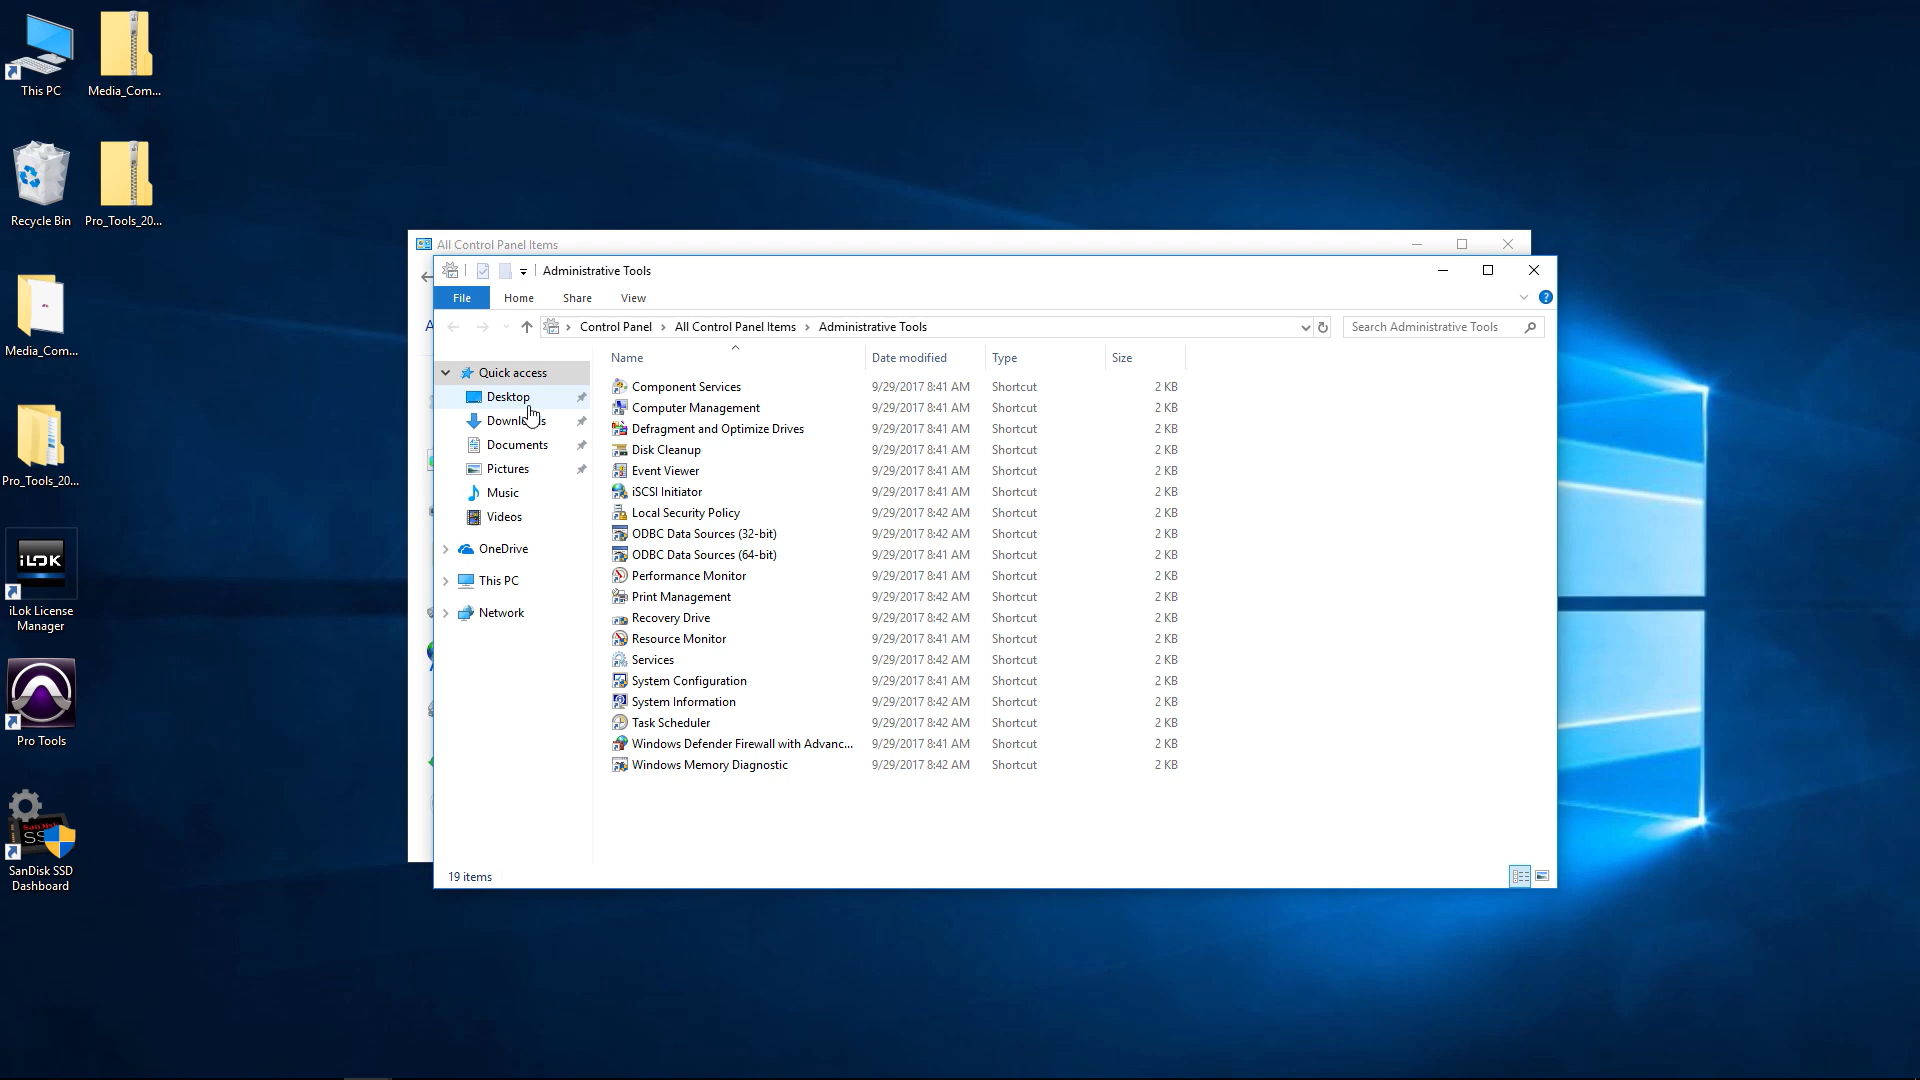 This PC
Media_Com...
Recycle Bin
Pro_Tools_20...
Media_Com...
Pro_Tools_20...
iLOK
iLok License
Manager
Pro Tools
SanDisk
SanDisk SSD
Dashboard
All Control Panel Items
Administrative Tools
File Home Share View
Control Panel All Control Panel Items Administrative Tools
Search Administrative Tools
Quick access
Desktop
Documents
Pictures
Music
Videos
OneDrive
This PC
Network
Name Date modified Type Size
Component Services 9/29/2017 8:41 AM Shortcut 2 KB
Computer Management 9/29/2017 8:41 AM Shortcut 2 KB
Defragment and Optimize Drives 9/29/2017 8:41 AM Shortcut 2 KB
Disk Cleanup 9/29/2017 8:41 AM Shortcut 2 KB
Event Viewer 9/29/2017 8:41 AM Shortcut 2 KB
iSCSI Initiator 9/29/2017 8:41 AM Shortcut 2 KB
Local Security Policy 9/29/2017 8:42 AM Shortcut 2 KB
ODBC Data Sources (32-bit) 9/29/2017 8:42 AM Shortcut 2 KB
ODBC Data Sources (64-bit) 9/29/2017 8:41 AM Shortcut 2 KB
Performance Monitor 9/29/2017 8:41 AM Shortcut 2 KB
Print Management 9/29/2017 8:42 AM Shortcut 2 KB
Recovery Drive 9/29/2017 8:42 AM Shortcut 2 KB
Resource Monitor 9/29/2017 8:41 AM Shortcut 2 KB
Services 9/29/2017 8:42 AM Shortcut 2 KB
System Configuration 9/29/2017 8:41 AM Shortcut 2 KB
System Information 9/29/2017 8:42 AM Shortcut 2 KB
Task Scheduler 9/29/2017 8:42 AM Shortcut 2 KB
Windows Defender Firewall with Advanc... 9/29/2017 8:41 AM Shortcut 2 KB
Windows Memory Diagnostic 9/29/2017 8:42 AM Shortcut 2 KB
19 items